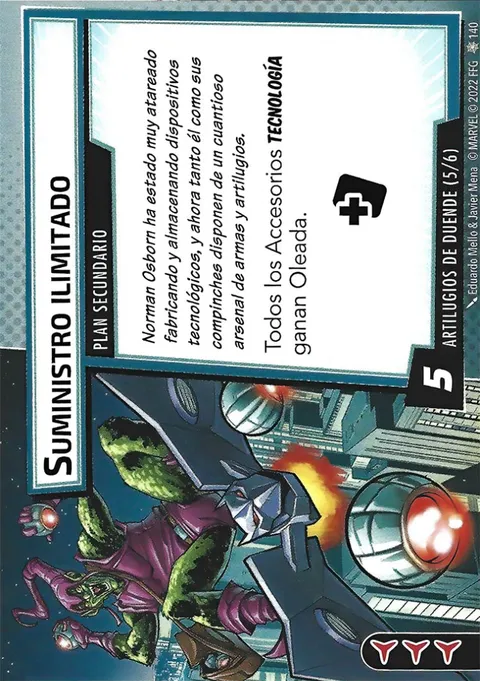 SUMINISTRO ILIMITADO
PLAN SECUNDARIO
Norman Osborn ha estado muy atareado
fabricando y almacenando dispositivos
tecnológicos, y ahora tanto él como sus
compinches disponen de un cuantioso
arsenal de armas y artilugios.
Todos los Accesorios TECNOLOGÍA
ganan Oleada.
5
ARTILUGIOS DE DUENDE (5/6)
Eduardo Mello & Javier Mena © MARVEL © 2022 FFG 140